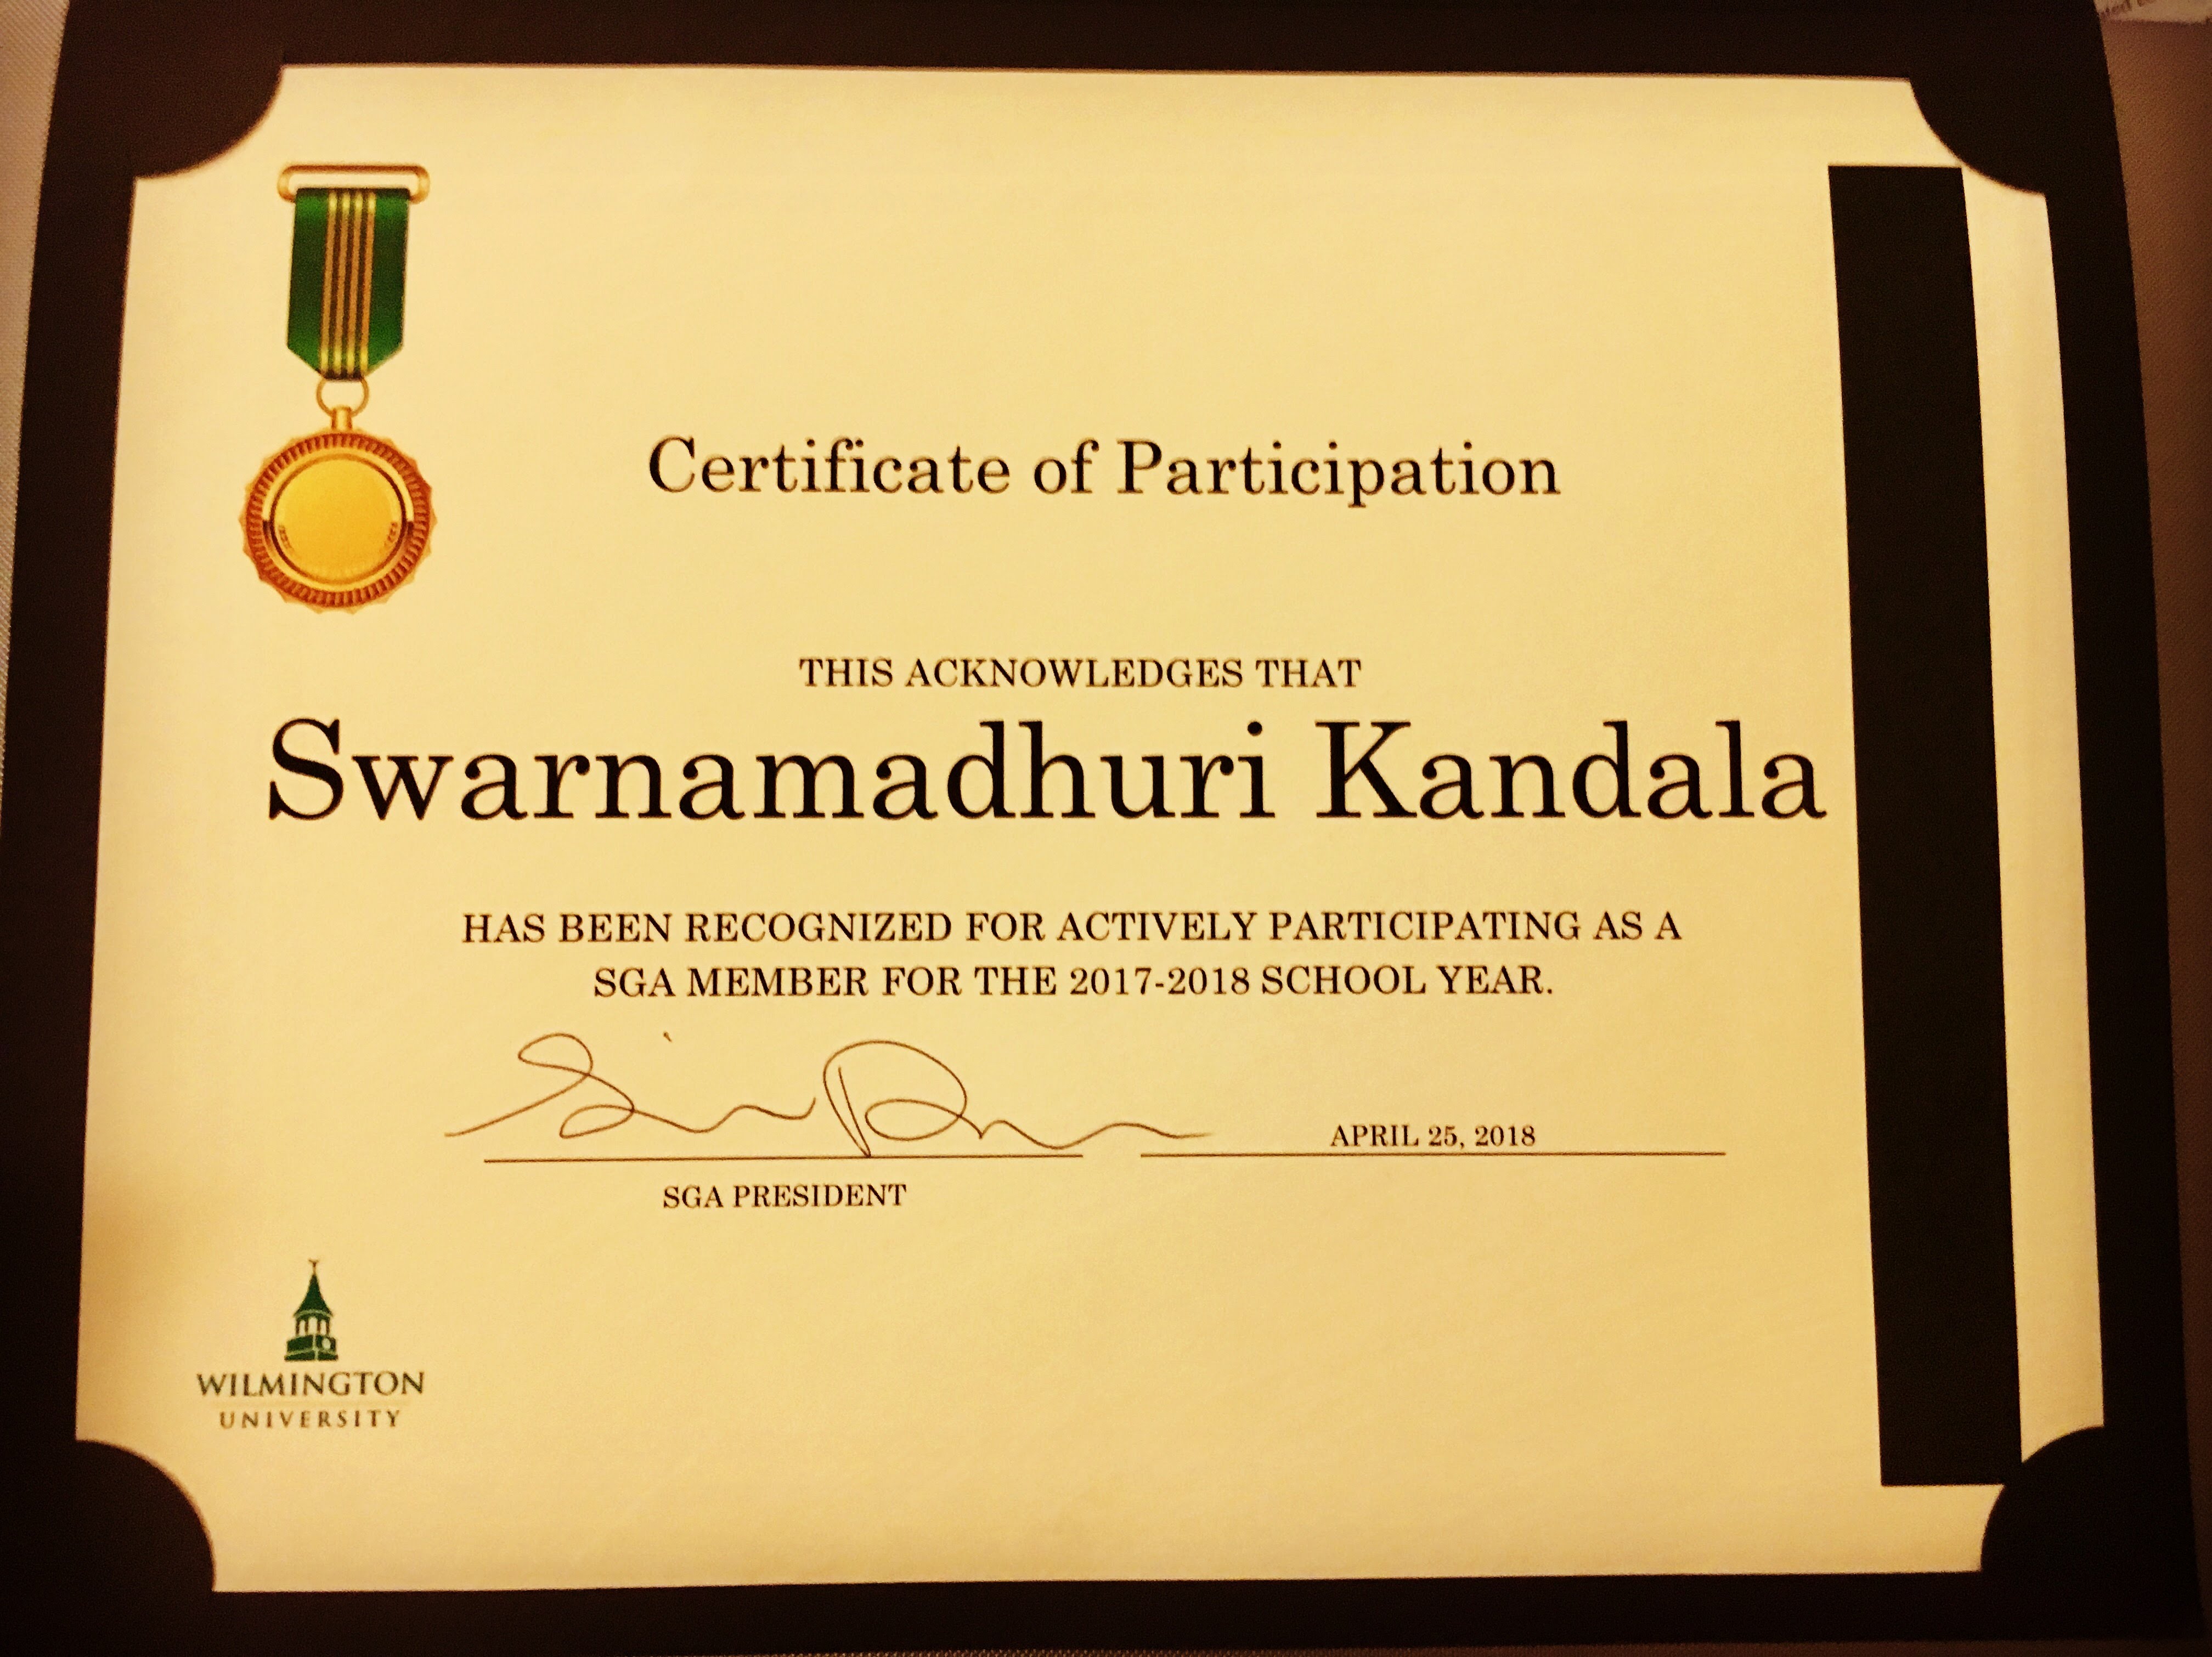 Certificate of Participation
THIS ACKNOWLEDGES THAT
Swarnamadhuri Kandala
HAS BEEN RECOGNIZED FOR ACTIVELY PARTICIPATING AS A
SGA MEMBER FOR THE 2017-2018 SCHOOL YEAR.
APRIL 25, 2018
SGA PRESIDENT
WILMINGTON
UNIVERSITY